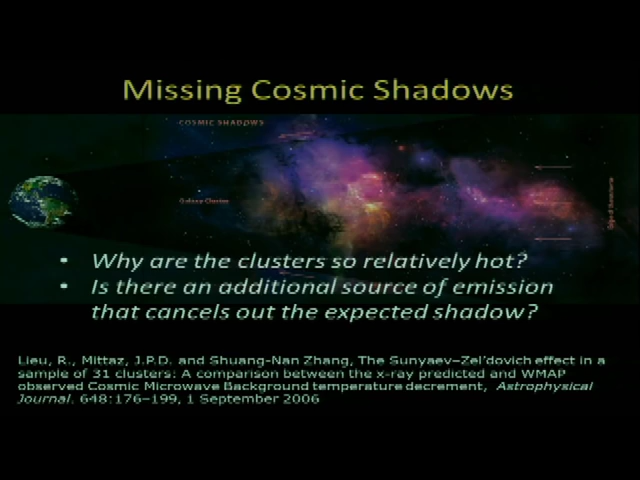 Missing Cosmic Shadows
COSMIC SHADOWS
Galaxy Cluster
• Why are the clusters so relatively hot?
• Is there an additional source of emission
that cancels out the expected shadow?
Lieu, R., Mittaz, J.P.D. and Shuang-Nan Zhang, The Sunyaev–Zel'dovich effect in a
sample of 31 clusters: A comparison between the x-ray predicted and WMAP
observed Cosmic Microwave Background temperature decrement, Astrophysical
Journal. 648:176–199, 1 September 2006